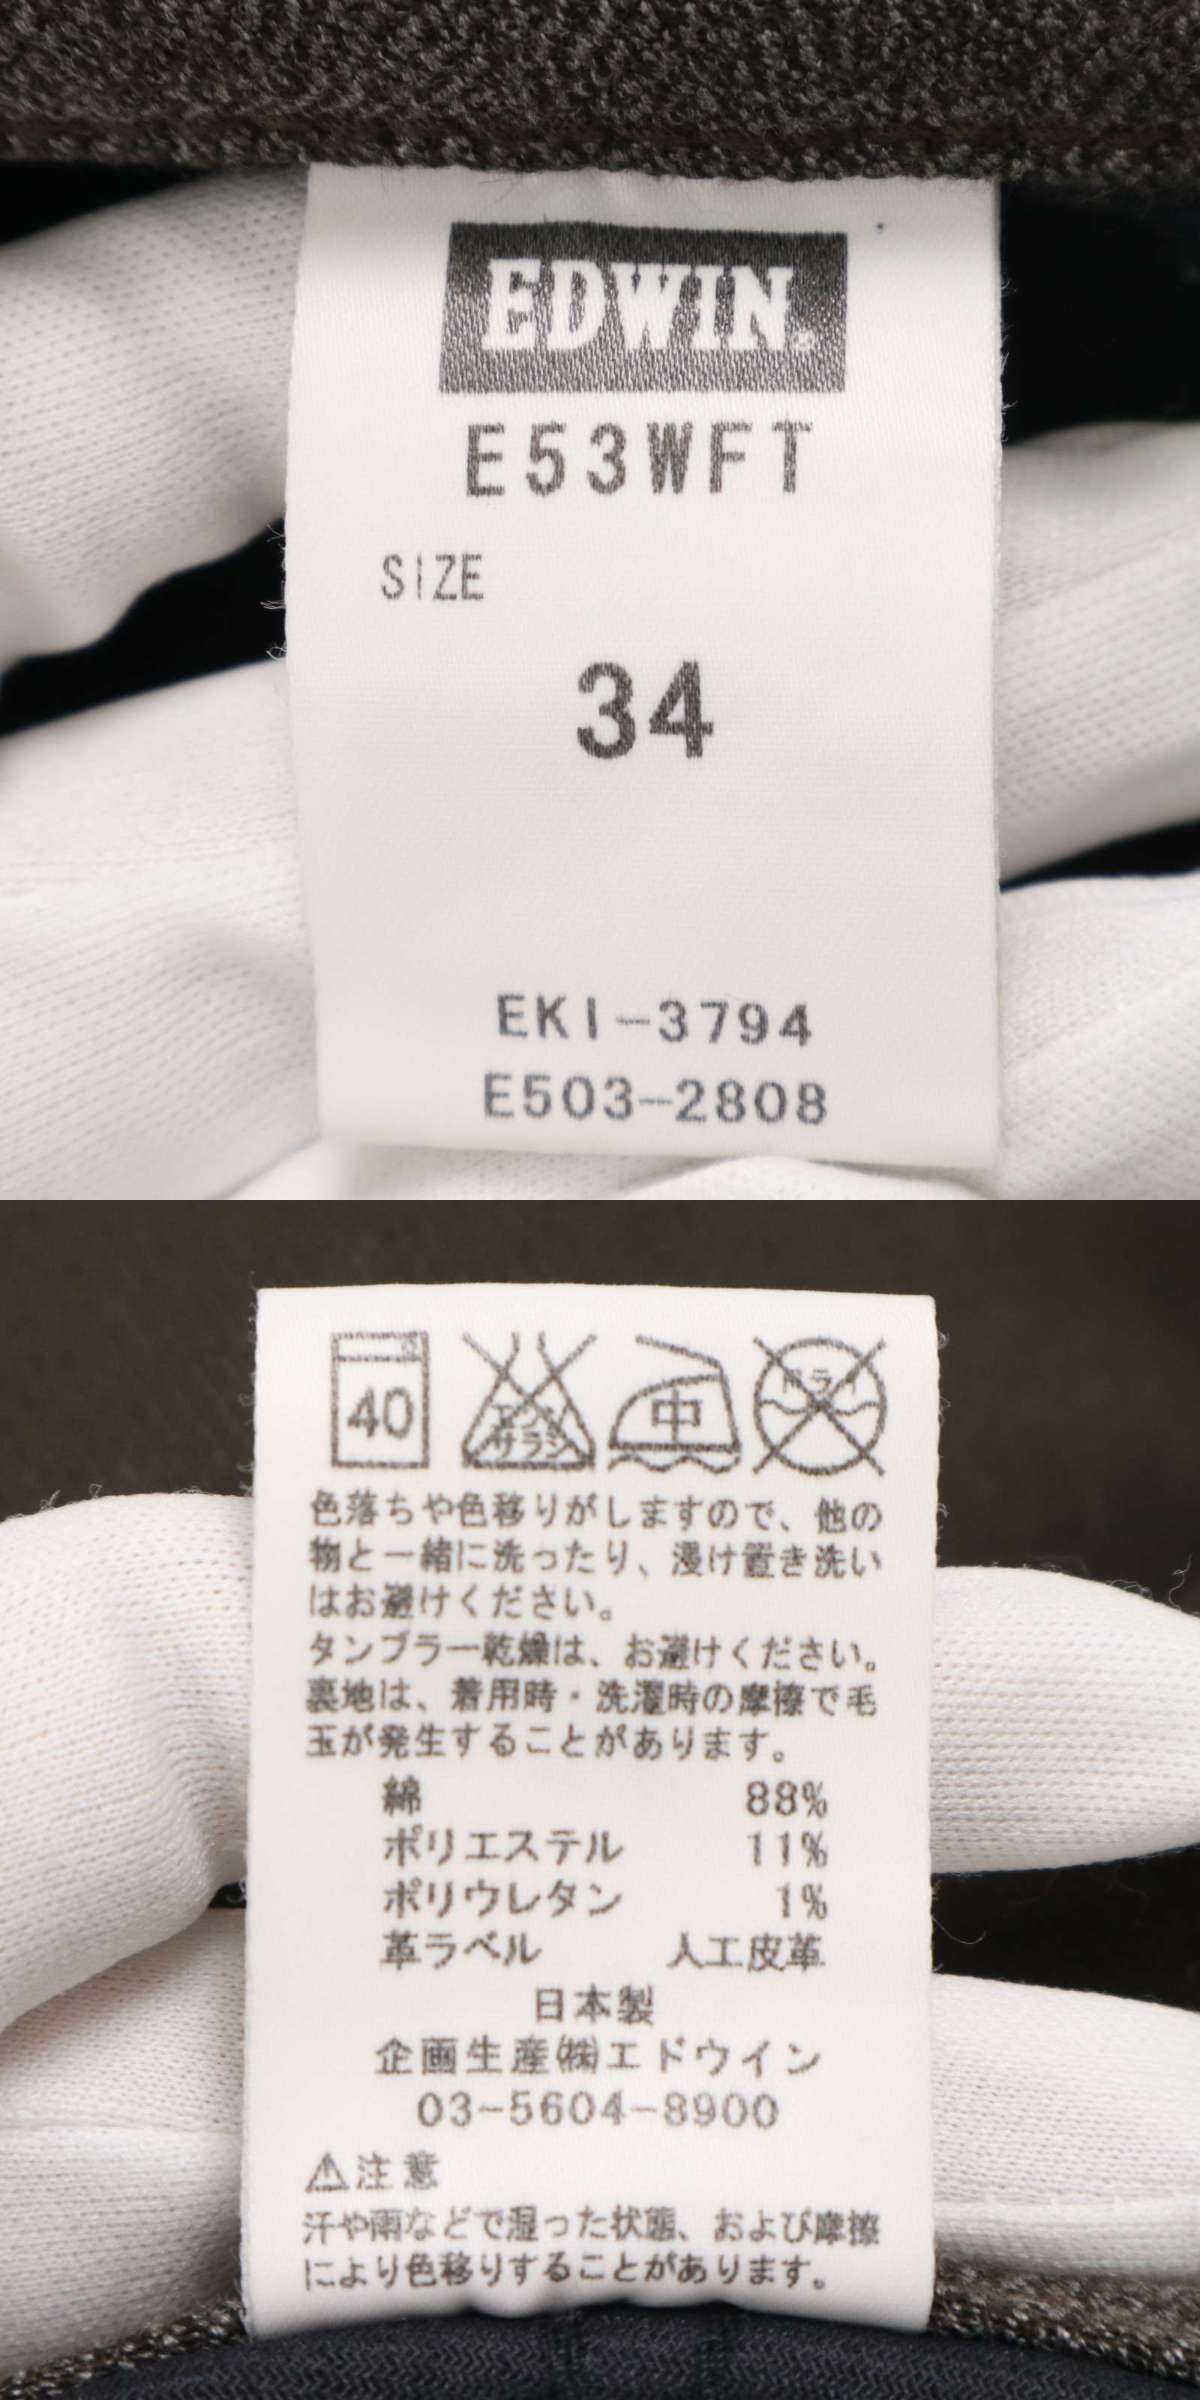 EDWIN®
E53WFT
SIZE
34
EKI-3794
E503-2808
40
エンソサラシ
中
ドライ
色落ちや色移りがしますので、他の
物と一緒に洗ったり、浸け置き洗い
はお避けください。
タンブラー乾燥は、お避けください。
裏地は、着用時・洗濯時の摩擦で毛
玉が発生することがあります。
綿 88%
ポリエステル 11%
ポリウレタン 1%
革ラベル 人工皮革
日本製
企画生産㈱エドウイン
03-5604-8900
⚠注意
汗や雨などで湿った状態、および摩擦
により色移りすることがあります。